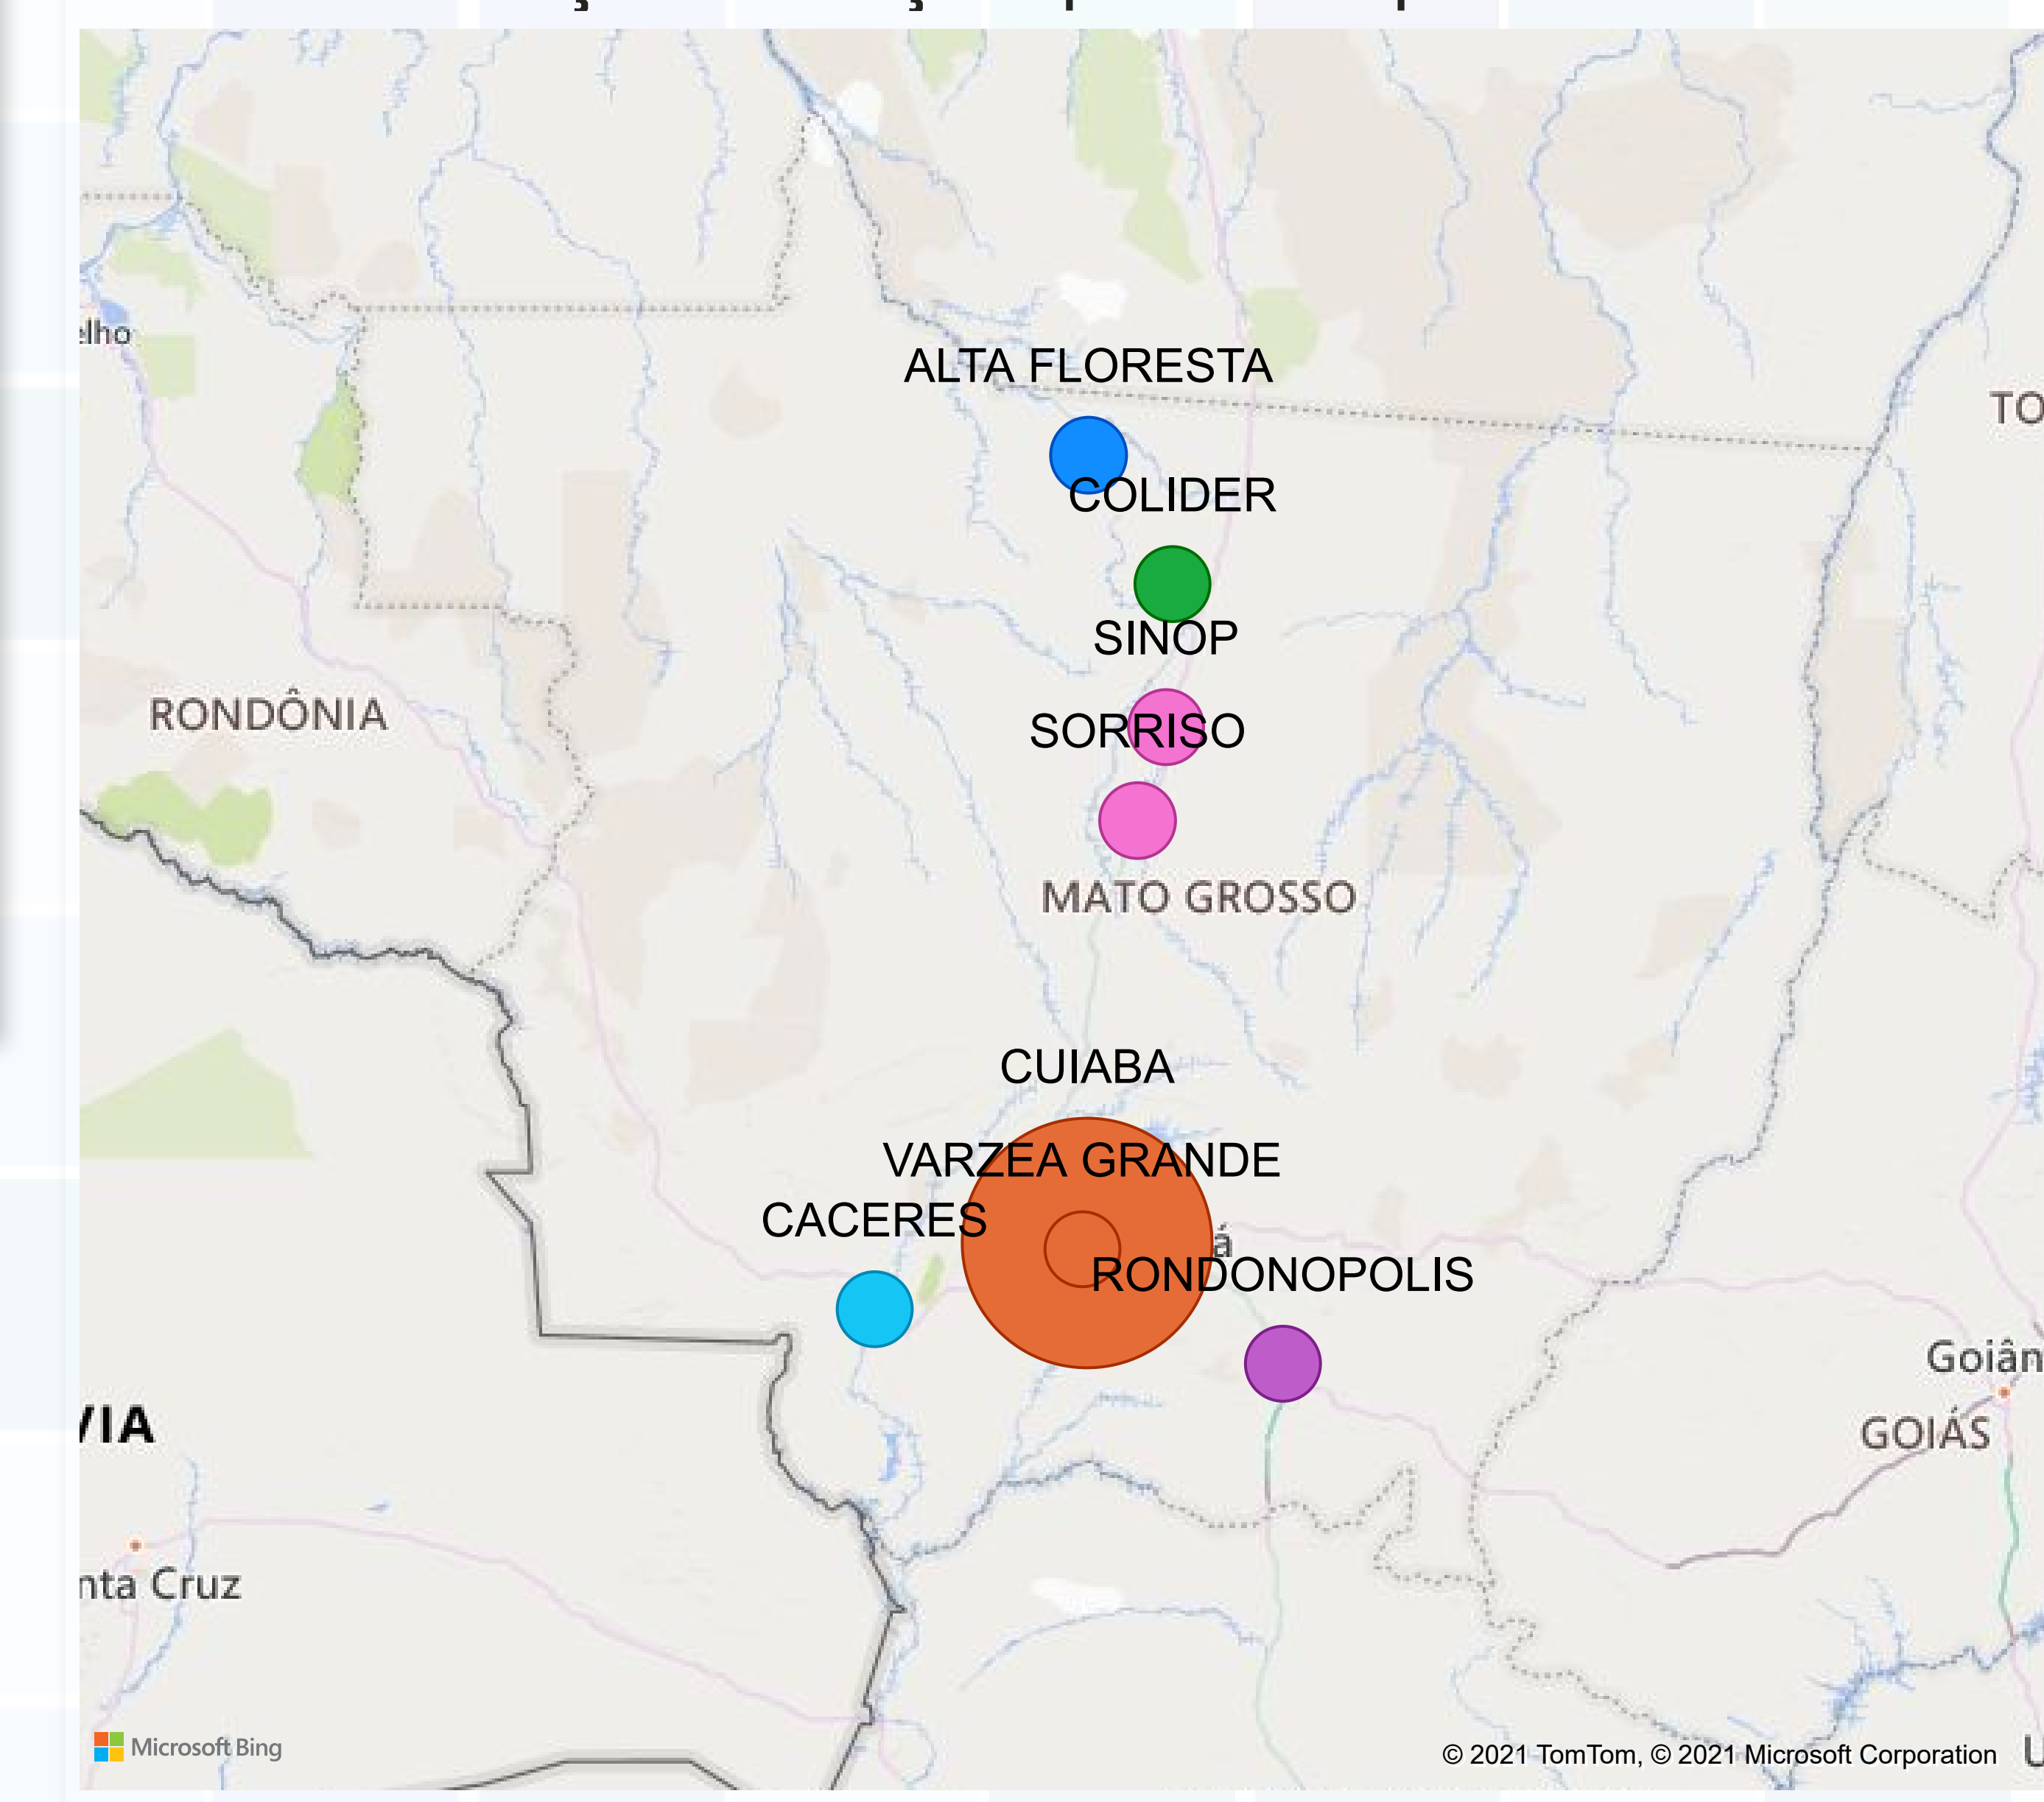 elho
ALTA FLORESTA
TO
COLIDER
SINOP
RONDÔNIA
SORRISO
MATO GROSSO
CUIABA
VARZEA GRANDE
CACERES
á
RONDONOPOLIS
Goiân
VIA
GOIÁS
nta Cruz
Microsoft Bing
© 2021 TomTom, © 2021 Microsoft Corporation
U